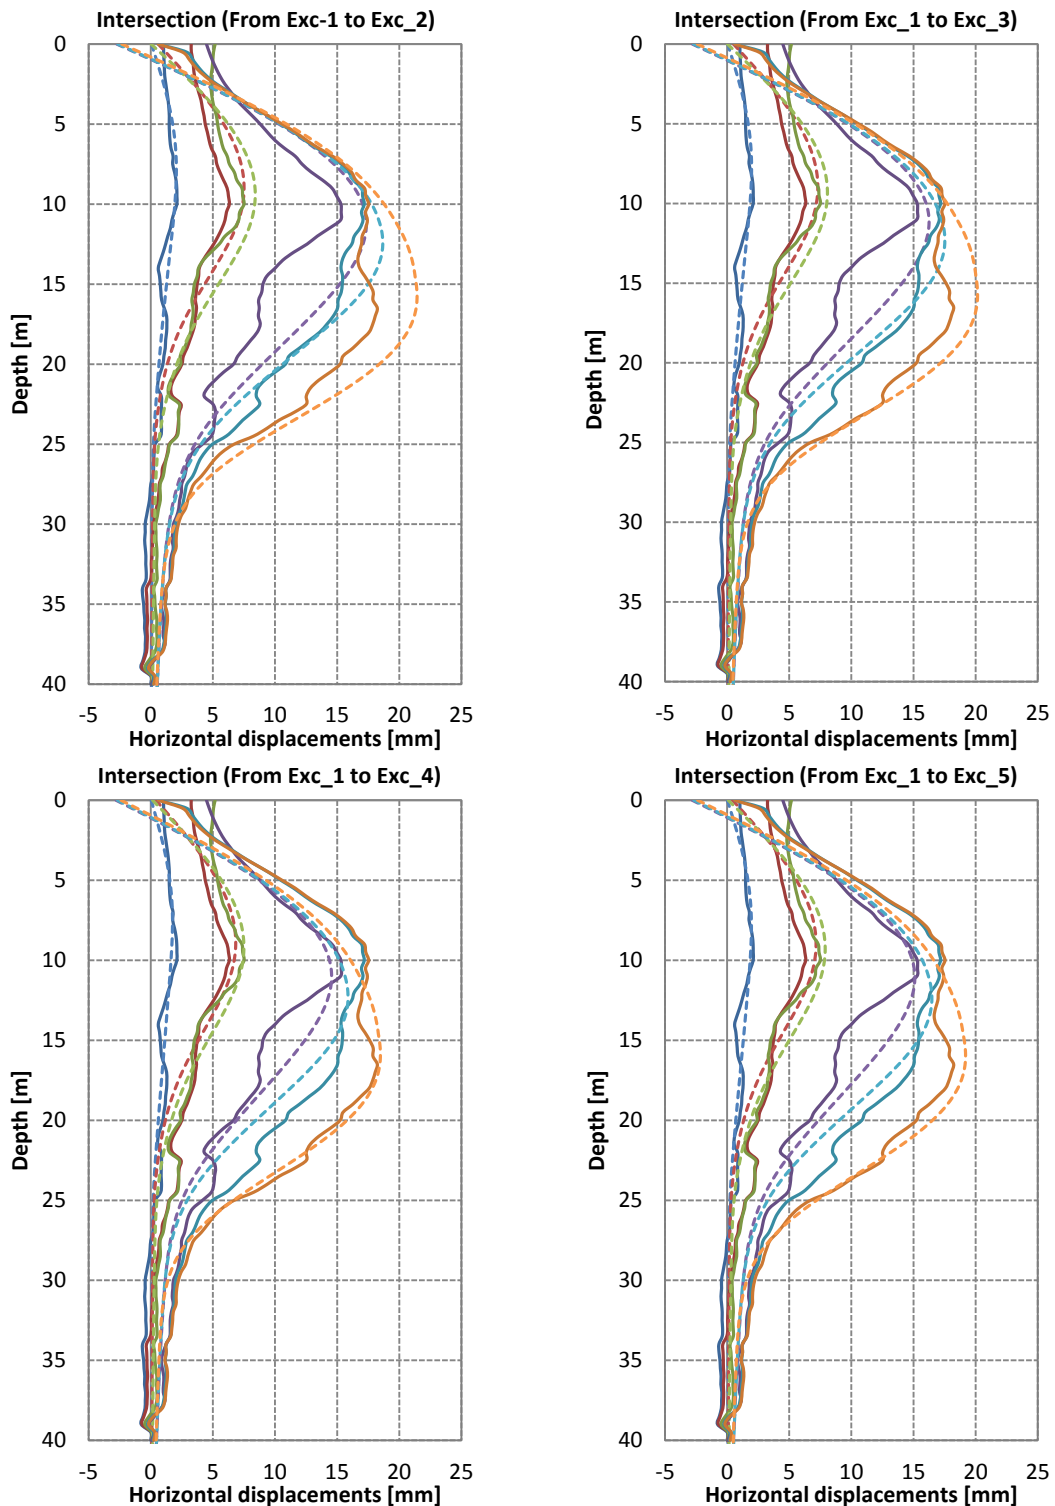 Intersection (From Exc-1 to Exc_2)
0
5
10
15
20
25
30
35
40
Depth [m]
-5 0 5 10 15 20 25
Horizontal displacements [mm]
Intersection (From Exc_1 to Exc_3)
0
5
10
15
20
25
30
35
40
Depth [m]
-5 0 5 10 15 20 25
Horizontal displacements [mm]
Intersection (From Exc_1 to Exc_4)
0
5
10
15
20
25
30
35
40
Depth [m]
-5 0 5 10 15 20 25
Horizontal displacements [mm]
Intersection (From Exc_1 to Exc_5)
0
5
10
15
20
25
30
35
40
Depth [m]
-5 0 5 10 15 20 25
Horizontal displacements [mm]